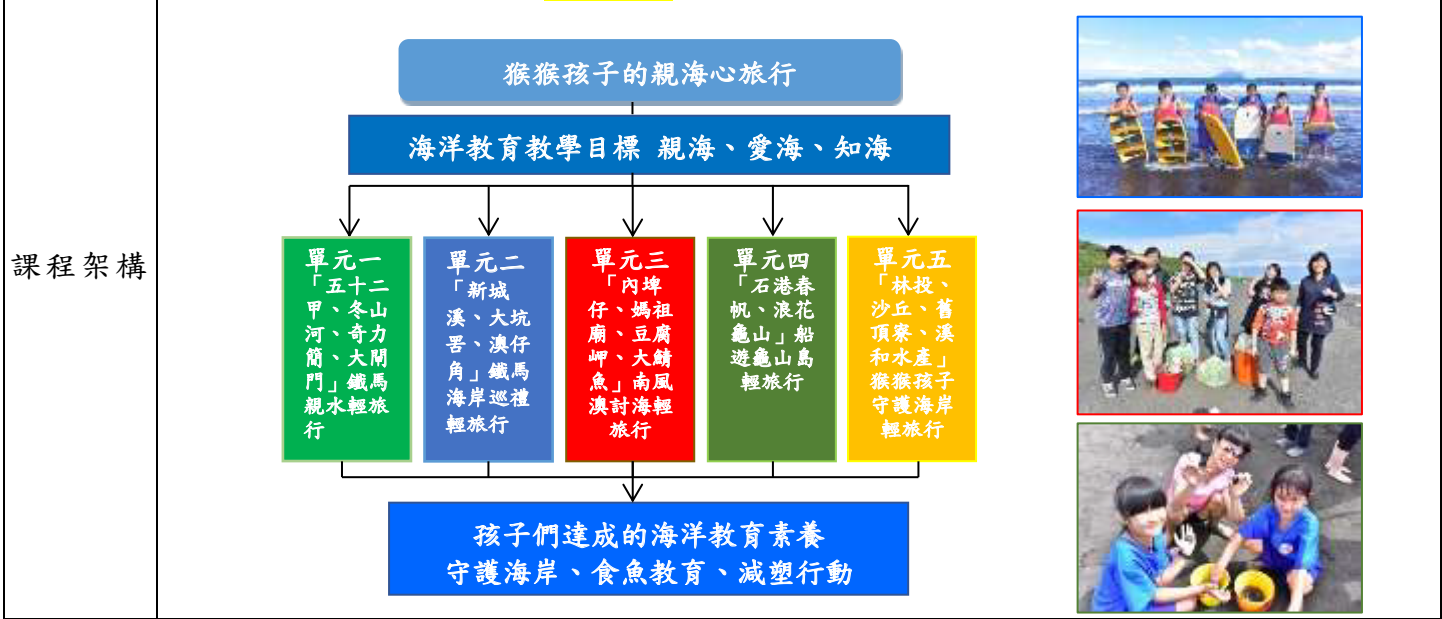 課程架構
猴猴孩子的親海心旅行
海洋教育教學目標 親海、愛海、知海
單元一
「五十二
甲、冬山
河、奇力
簡、大閘
門」鐵馬
親水輕旅
行
單元二
「新城
溪、大坑
罟、澳仔
角」鐵馬
海岸巡禮
輕旅行
單元三
「內埤
仔、媽祖
廟、豆腐
岬、大鯖
魚」南風
澳討海輕
旅行
單元四
「石港春
帆、浪花
龜山」船
遊龜山島
輕旅行
單元五
「林投、
沙丘、舊
頂寮、溪
和水產」
猴猴孩子
守護海岸
輕旅行
孩子們達成的海洋教育素養
守護海岸、食魚教育、減塑行動